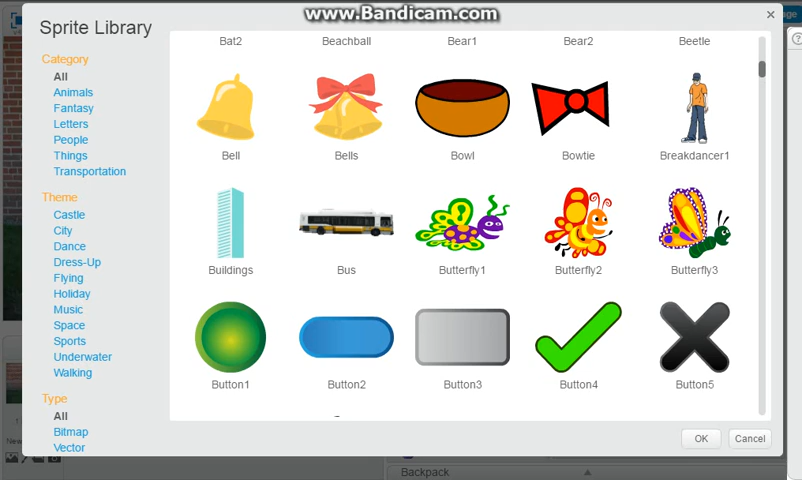 www.Bandicam.com
Sprite Library
Category
All
Animals
Fantasy
Letters
People
Things
Transportation
Theme
Castle
City
Dance
Dress-Up
Flying
Holiday
Music
Space
Sports
Underwater
Walking
Type
All
Bitmap
Vector
Bat2 Beachball Bear1 Bear2 Beetle
Bell Bells Bowl Bowtie Breakdancer1
Buildings Bus Butterfly1 Butterfly2 Butterfly3
Button1 Button2 Button3 Button4 Button5
OK Cancel
Backpack